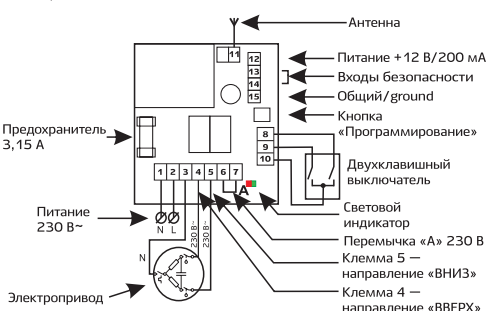 Антенна
11
Питание +12 В/200 мА
12
13
14
15
Входы безопасности
Общий/ground
Кнопка
«Программирование»
Предохранитель
3,15 А
8
9
10
Двухклавишный
выключатель
1 2 3 4 5 6 7
А
Питание
230 В~
N L
230 В~
230 В~
Световой
индикатор
Перемычка «А» 230 В
Клемма 5 —
направление «ВНИЗ»
N
Электропривод
Клемма 4 —
направление «ВВЕРХ»